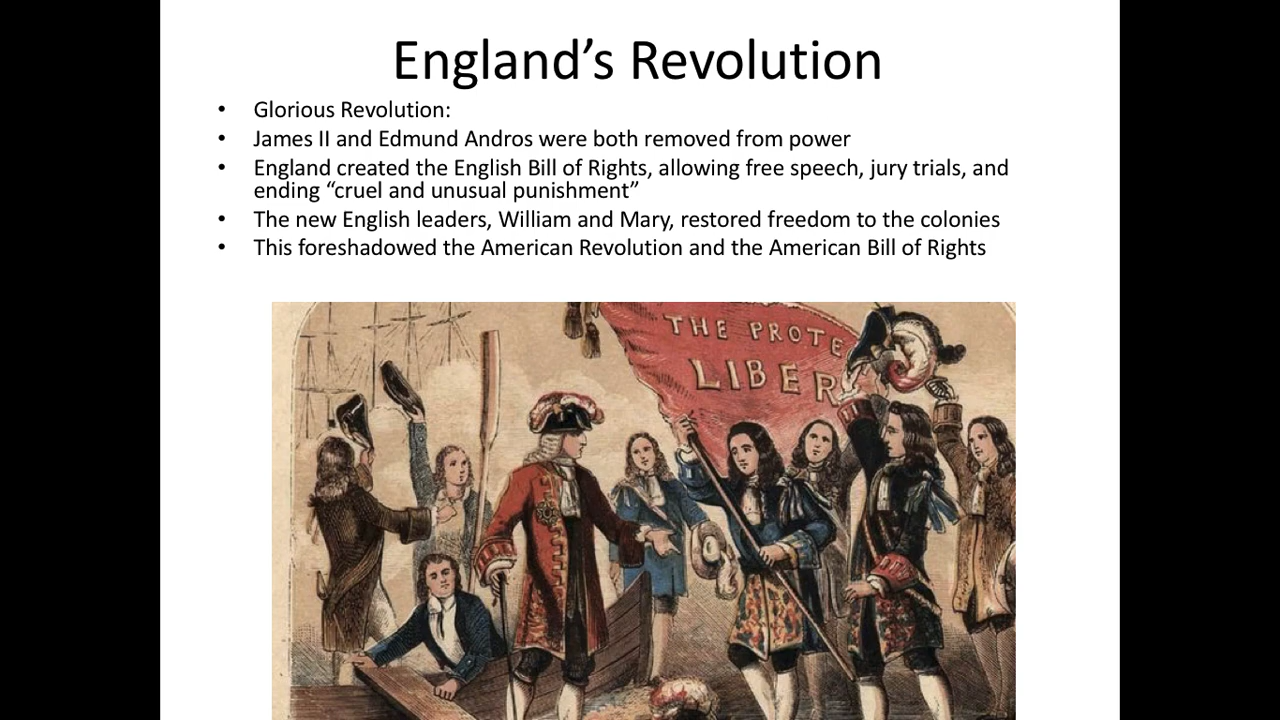 England’s Revolution
• Glorious Revolution:
• James II and Edmund Andros were both removed from power
• England created the English Bill of Rights, allowing free speech, jury trials, and
ending “cruel and unusual punishment”
• The new English leaders, William and Mary, restored freedom to the colonies
• This foreshadowed the American Revolution and the American Bill of Rights
THE PROTE
LIBER